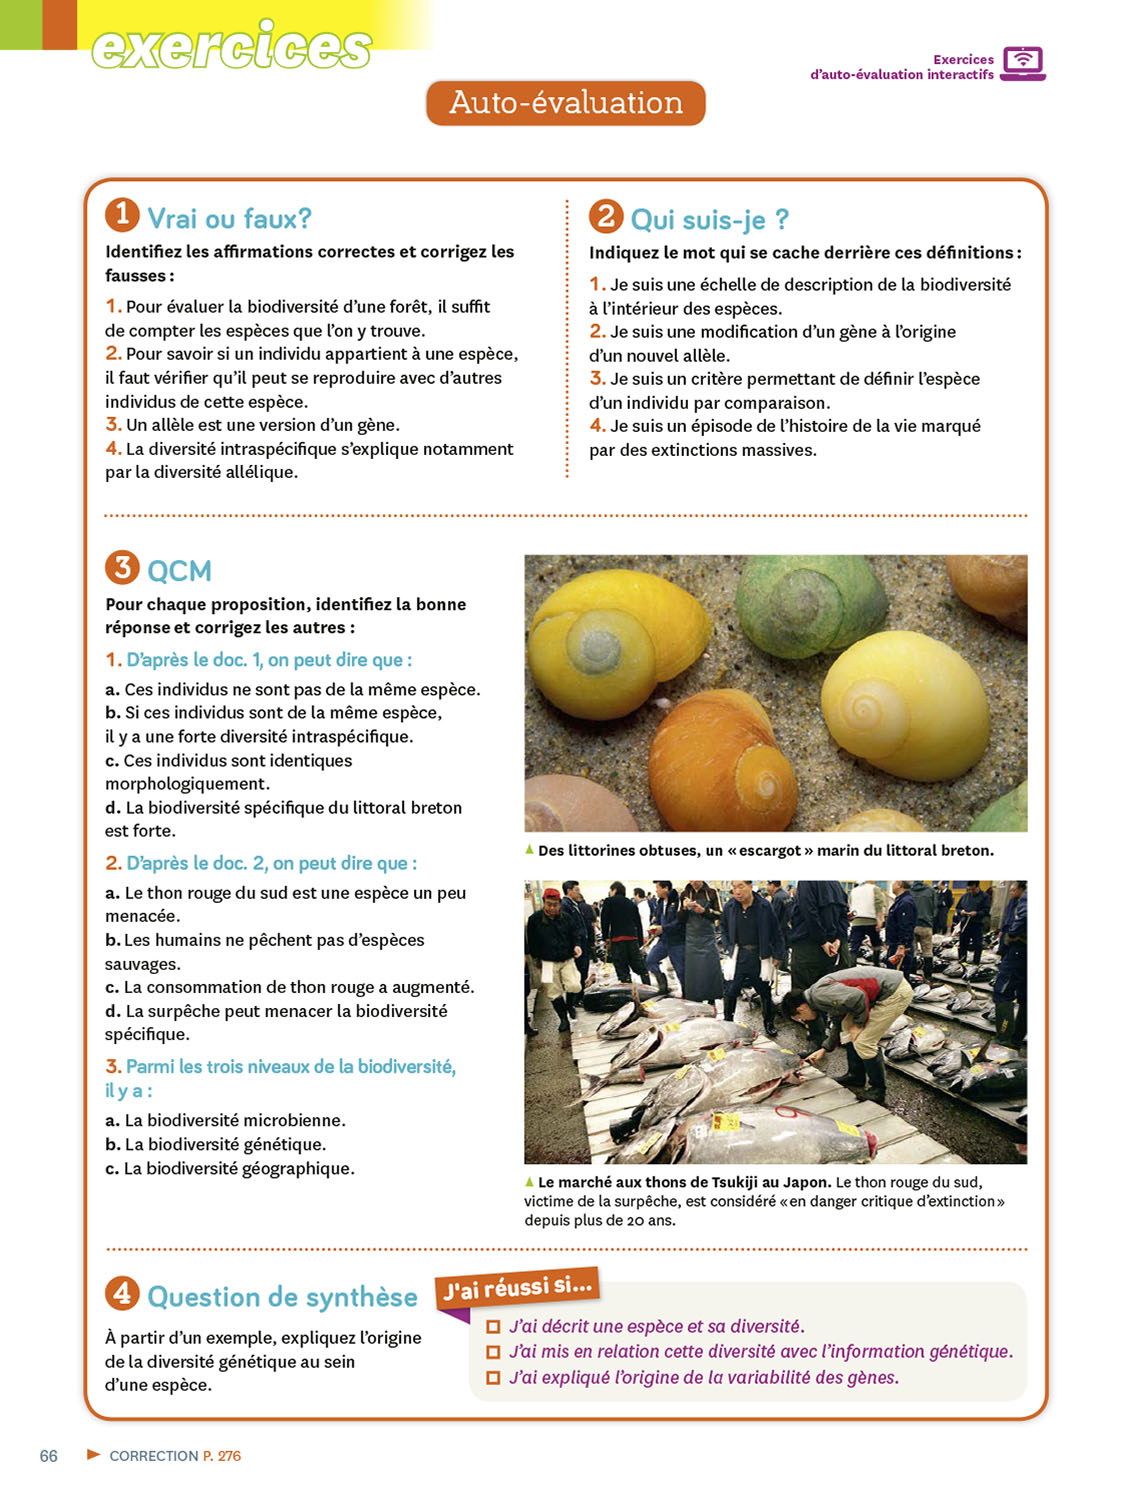 exercices
Exercices
d'auto-évaluation interactifs
Auto-évaluation
1 Vrai ou faux?
Identifiez les affirmations correctes et corrigez les
fausses :
1. Pour évaluer la biodiversité d'une forêt, il suffit
de compter les espèces que l'on y trouve.
2. Pour savoir si un individu appartient à une espèce,
il faut vérifier qu'il peut se reproduire avec d'autres
individus de cette espèce.
3. Un allèle est une version d'un gène.
4. La diversité intraspécifique s'explique notamment
par la diversité allélique.
2 Qui suis-je ?
Indiquez le mot qui se cache derrière ces définitions :
1. Je suis une échelle de description de la biodiversité
à l'intérieur des espèces.
2. Je suis une modification d'un gène à l'origine
d'un nouvel allèle.
3. Je suis un critère permettant de définir l'espèce
d'un individu par comparaison.
4. Je suis un épisode de l'histoire de la vie marqué
par des extinctions massives.
3 QCM
Pour chaque proposition, identifiez la bonne
réponse et corrigez les autres :
1. D'après le doc. 1, on peut dire que :
a. Ces individus ne sont pas de la même espèce.
b. Si ces individus sont de la même espèce,
il y a une forte diversité intraspécifique.
c. Ces individus sont identiques
morphologiquement.
d. La biodiversité spécifique du littoral breton
est forte.
2. D'après le doc. 2, on peut dire que :
a. Le thon rouge du sud est une espèce un peu
menacée.
b. Les humains ne pêchent pas d'espèces
sauvages.
c. La consommation de thon rouge a augmenté.
d. La surpêche peut menacer la biodiversité
spécifique.
3. Parmi les trois niveaux de la biodiversité,
il y a :
a. La biodiversité microbienne.
b. La biodiversité génétique.
c. La biodiversité géographique.
Des littorines obtuses, un « escargot » marin du littoral breton.
Le marché aux thons de Tsukiji au Japon. Le thon rouge du sud,
victime de la surpêche, est considéré « en danger critique d'extinction »
depuis plus de 20 ans.
4 Question de synthèse
À partir d'un exemple, expliquez l'origine
de la diversité génétique au sein
d'une espèce.
J'ai réussi si...
J'ai décrit une espèce et sa diversité.
J'ai mis en relation cette diversité avec l'information génétique.
J'ai expliqué l'origine de la variabilité des gènes.
66
CORRECTION P. 276